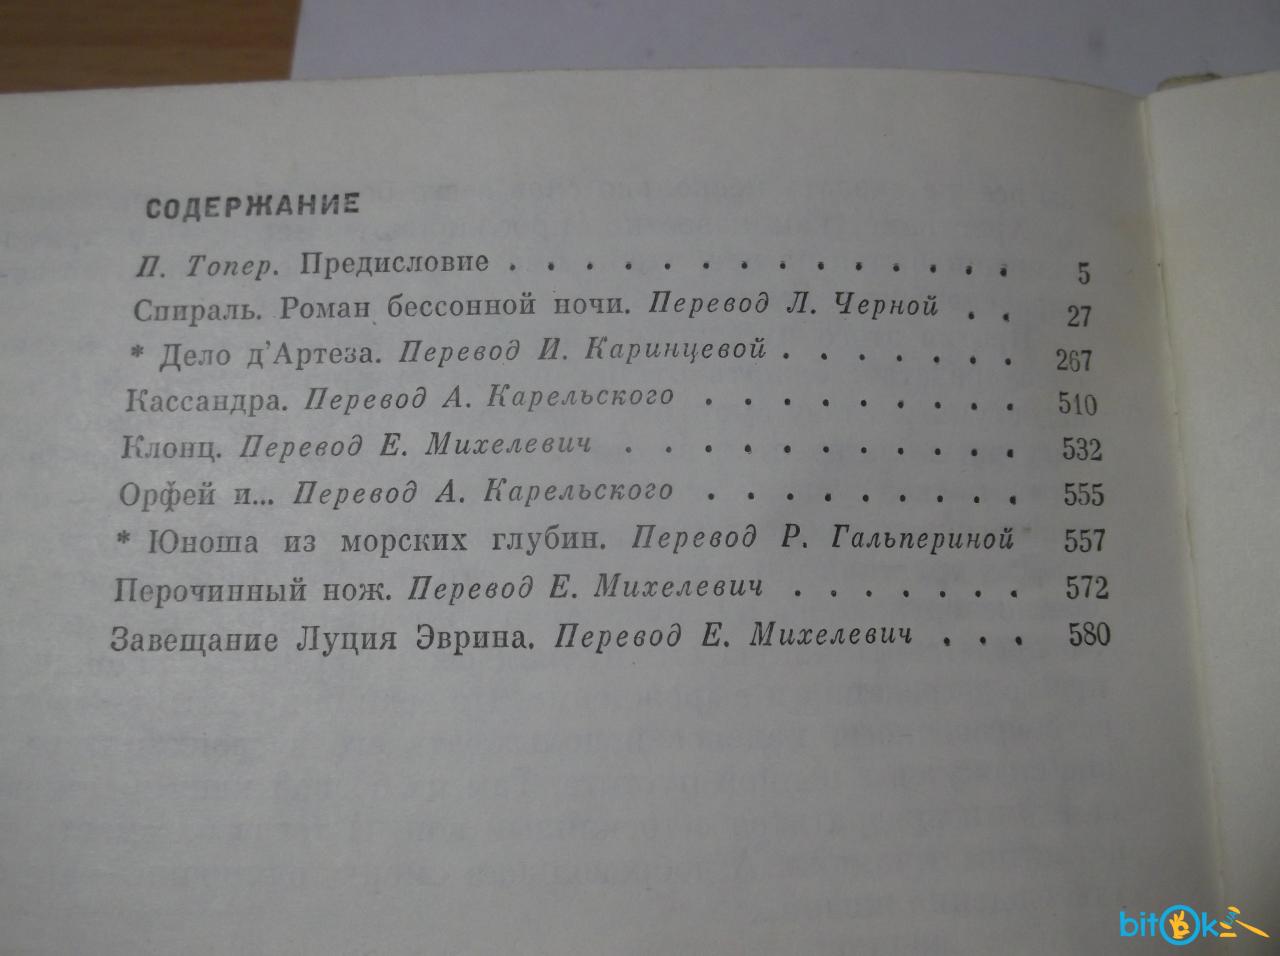 СОДЕРЖАНИЕ
П. Топер. Предисловие . . . . . . . . . . . . . . 5
Спираль. Роман бессонной ночи. Перевод Л. Черной . . 27
* Дело д'Артеза. Перевод И. Каринцевой . . . . . . . 267
Кассандра. Перевод А. Карельского . . . . . . . . . 510
Клонц. Перевод Е. Михелевич . . . . . . . . . . . 532
Орфей и... Перевод А. Карельского . . . . . . . . . 555
* Юноша из морских глубин. Перевод Р. Гальпериной 557
Перочинный нож. Перевод Е. Михелевич . . . . . . . 572
Завещание Луция Эврина. Перевод Е. Михелевич . . . 580
bitOk